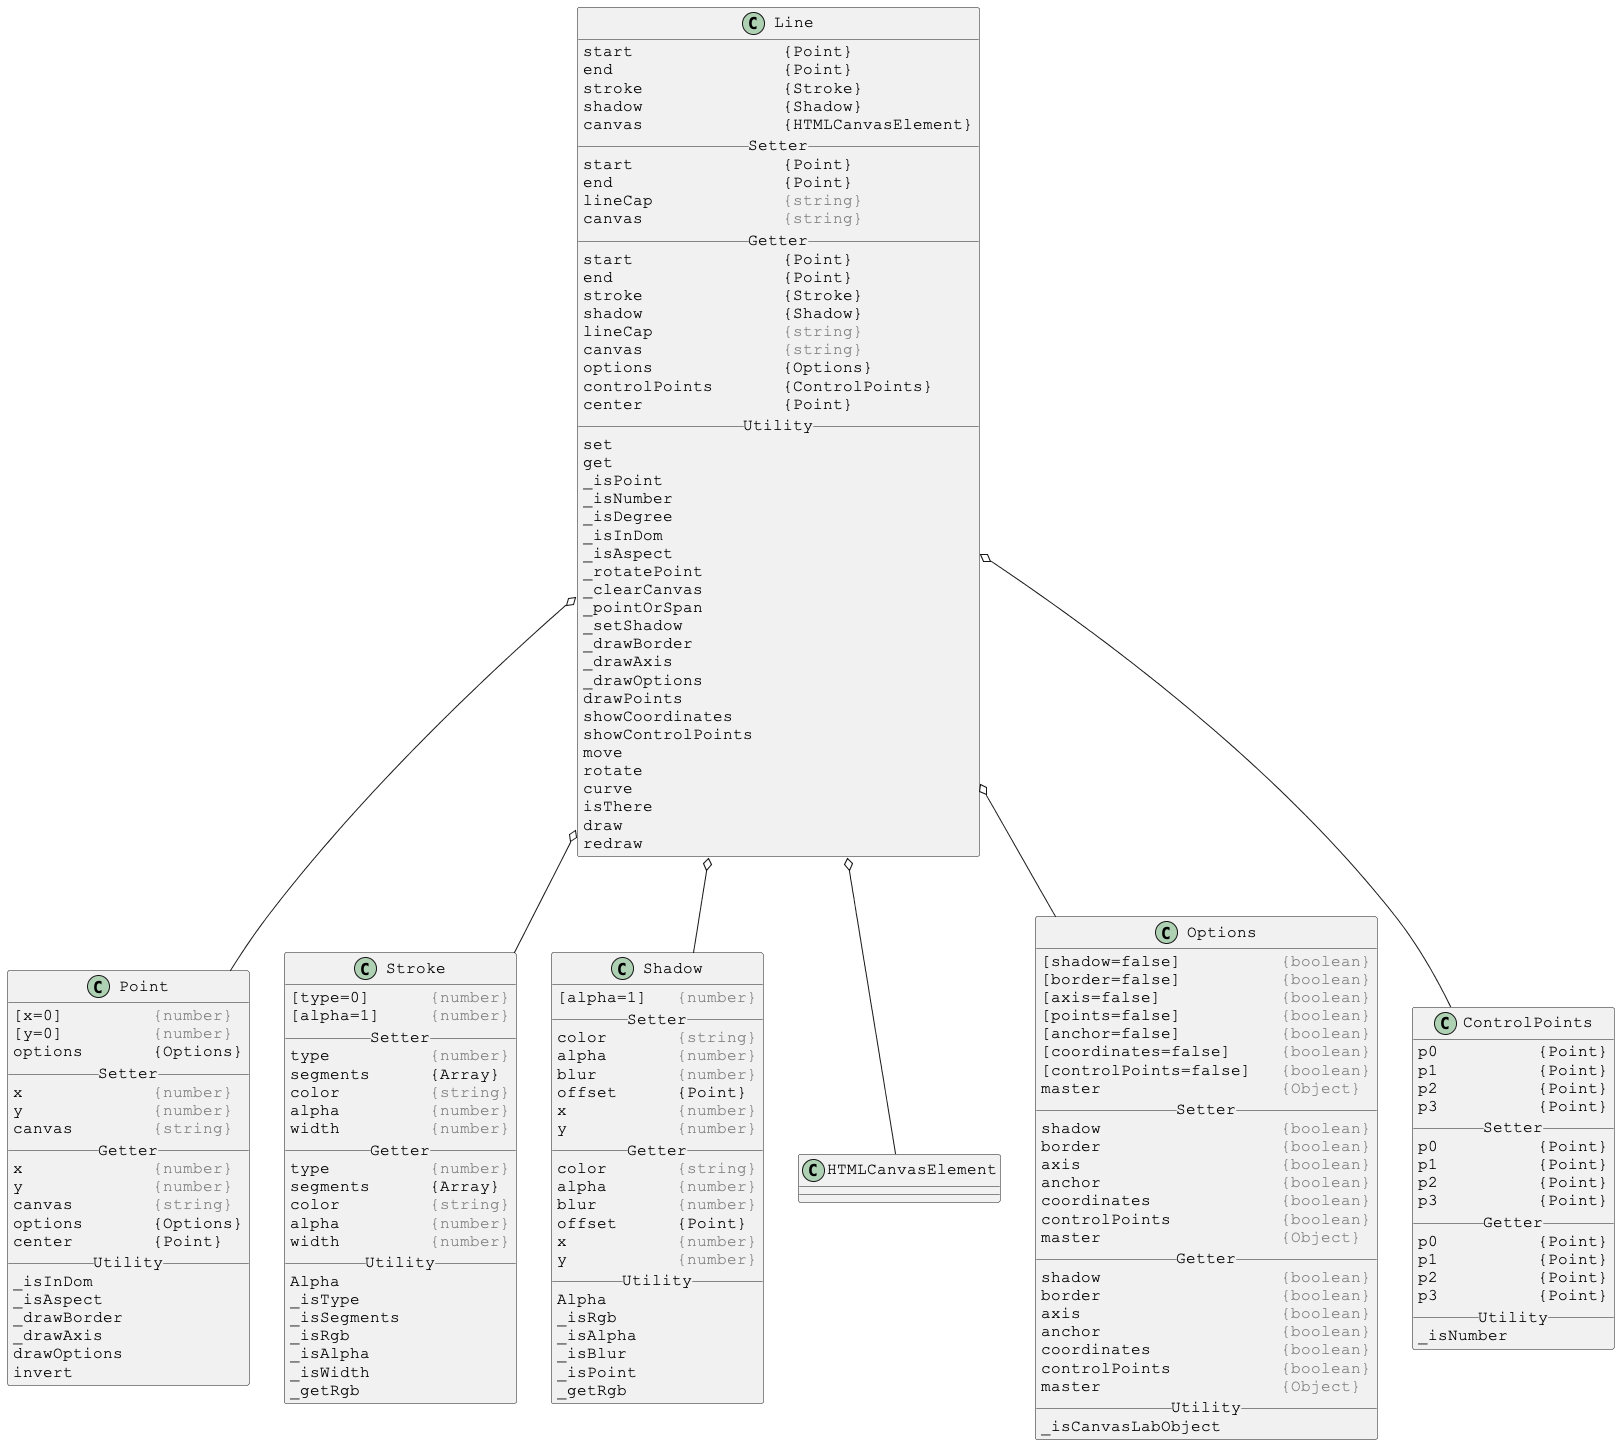 C Line
start {Point}
end {Point}
stroke {Stroke}
shadow {Shadow}
canvas {HTMLCanvasElement}
Setter
start {Point}
end {Point}
lineCap {string}
canvas {string}
Getter
start {Point}
end {Point}
stroke {Stroke}
shadow {Shadow}
lineCap {string}
canvas {string}
options {Options}
controlPoints {ControlPoints}
center {Point}
Utility
set
get
_isPoint
_isNumber
_isDegree
_isInDom
_isAspect
_rotatePoint
_clearCanvas
_pointOrSpan
_setShadow
_drawBorder
_drawAxis
_drawOptions
drawPoints
showCoordinates
showControlPoints
move
rotate
curve
isThere
draw
redraw
C Point
[x=0] {number}
[y=0] {number}
options {Options}
Setter
x {number}
y {number}
canvas {string}
Getter
x {number}
y {number}
canvas {string}
options {Options}
center {Point}
Utility
_isInDom
_isAspect
_drawBorder
_drawAxis
drawOptions
invert
C Stroke
[type=0] {number}
[alpha=1] {number}
Setter
type {number}
segments {Array}
color {string}
alpha {number}
width {number}
Getter
type {number}
segments {Array}
color {string}
alpha {number}
width {number}
Utility
Alpha
_isType
_isSegments
_isRgb
_isAlpha
_isWidth
_getRgb
C Shadow
[alpha=1] {number}
Setter
color {string}
alpha {number}
blur {number}
offset {Point}
x {number}
y {number}
Getter
color {string}
alpha {number}
blur {number}
offset {Point}
x {number}
y {number}
Utility
Alpha
_isRgb
_isAlpha
_isBlur
_isPoint
_getRgb
C HTMLCanvasElement
C Options
[shadow=false] {boolean}
[border=false] {boolean}
[axis=false] {boolean}
[points=false] {boolean}
[anchor=false] {boolean}
[coordinates=false] {boolean}
[controlPoints=false] {boolean}
master {Object}
Setter
shadow {boolean}
border {boolean}
axis {boolean}
anchor {boolean}
coordinates {boolean}
controlPoints {boolean}
master {Object}
Getter
shadow {boolean}
border {boolean}
axis {boolean}
anchor {boolean}
coordinates {boolean}
controlPoints {boolean}
master {Object}
Utility
_isCanvasLabObject
C ControlPoints
p0 {Point}
p1 {Point}
p2 {Point}
p3 {Point}
Setter
p0 {Point}
p1 {Point}
p2 {Point}
p3 {Point}
Getter
p0 {Point}
p1 {Point}
p2 {Point}
p3 {Point}
Utility
_isNumber